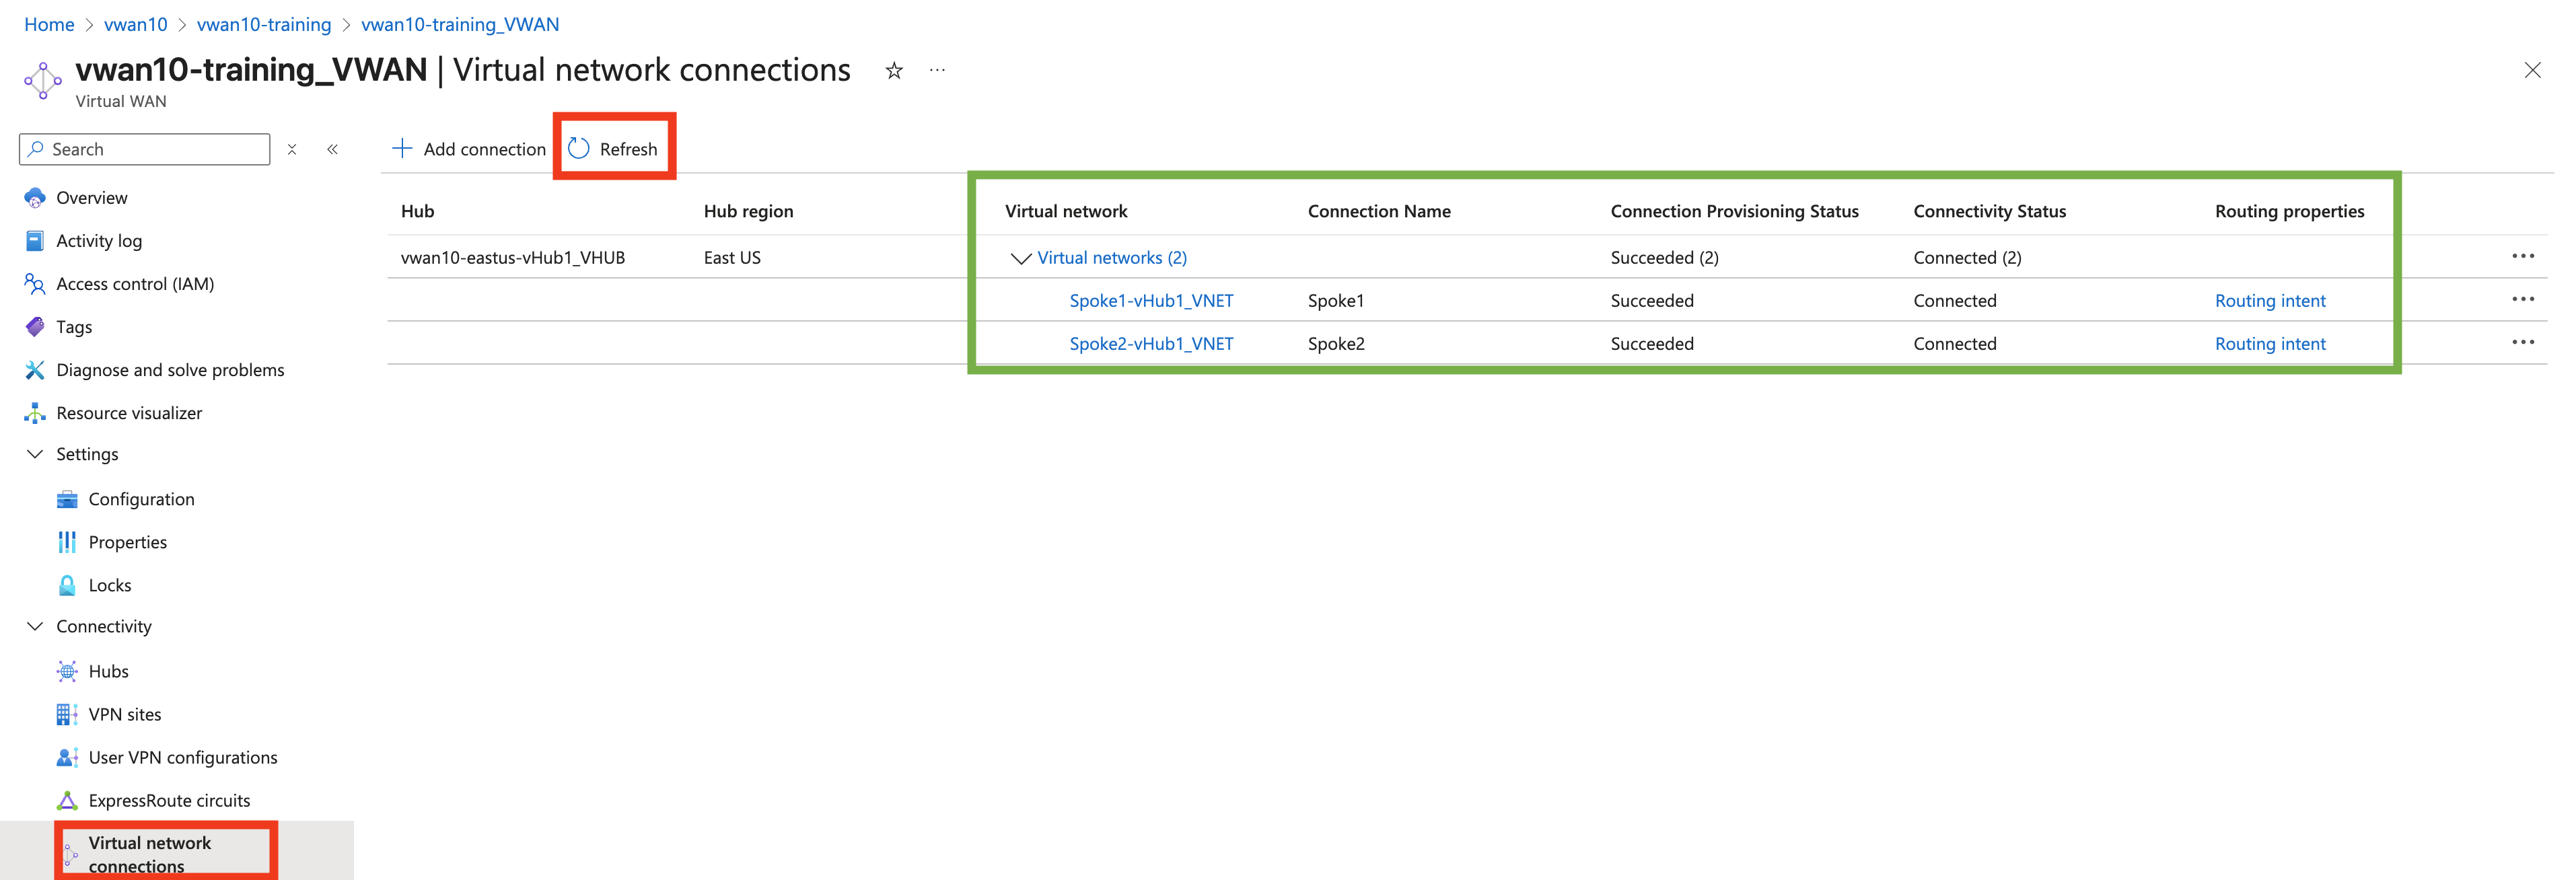 Home > vwan10 > vwan10-training > vwan10-training_VWAN
vwan10-training_VWAN | Virtual network connections
Virtual WAN
Search
Add connection
Refresh
Overview
Activity log
Access control (IAM)
Tags
Diagnose and solve problems
Resource visualizer
Settings
Configuration
Properties
Locks
Connectivity
Hubs
VPN sites
User VPN configurations
ExpressRoute circuits
Virtual network
connections
Hub Hub region Virtual network Connection Name Connection Provisioning Status Connectivity Status Routing properties
vwan10-eastus-vHub1_VHUB East US Virtual networks (2) Succeeded (2) Connected (2)
Spoke1-vHub1_VNET Spoke1 Succeeded Connected Routing intent
Spoke2-vHub1_VNET Spoke2 Succeeded Connected Routing intent